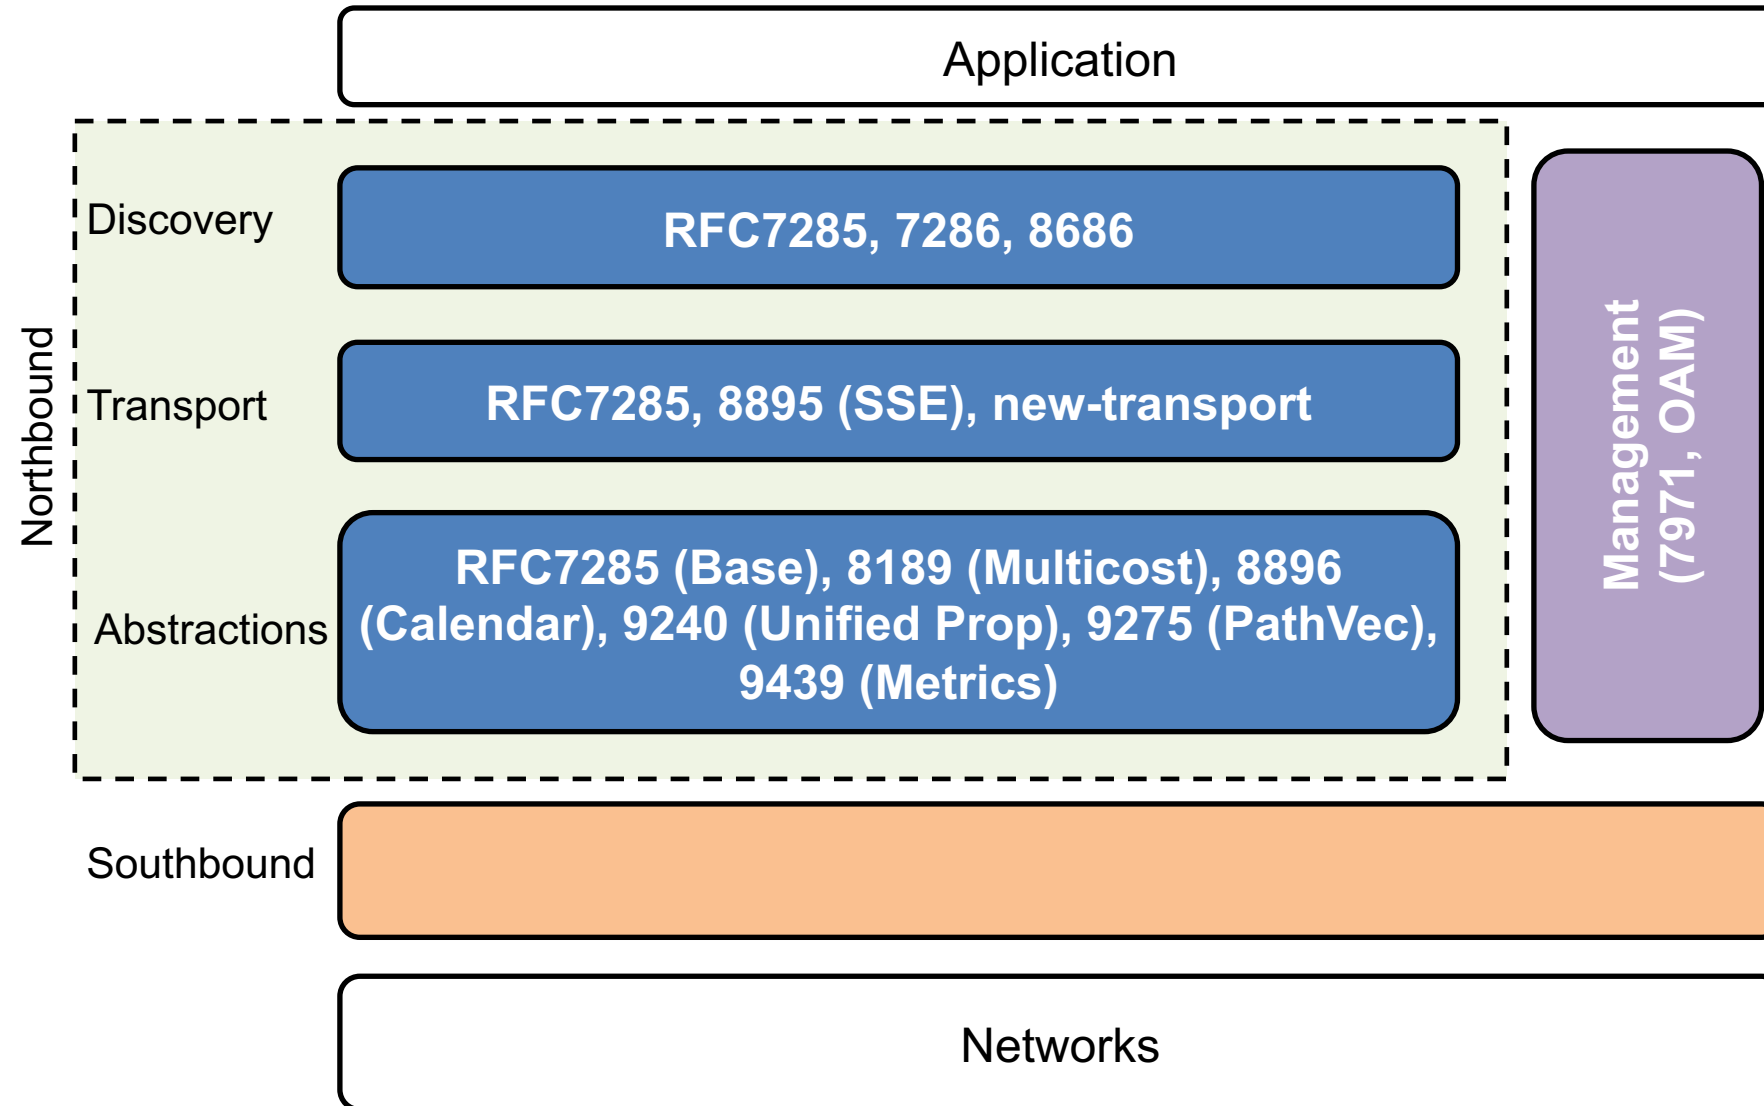 Application
Northbound
Discovery
RFC7285, 7286, 8686
Transport
RFC7285, 8895 (SSE), new-transport
Abstractions
RFC7285 (Base), 8189 (Multicost), 8896
(Calendar), 9240 (Unified Prop), 9275 (PathVec),
9439 (Metrics)
Management
(7971, OAM)
Southbound
Networks